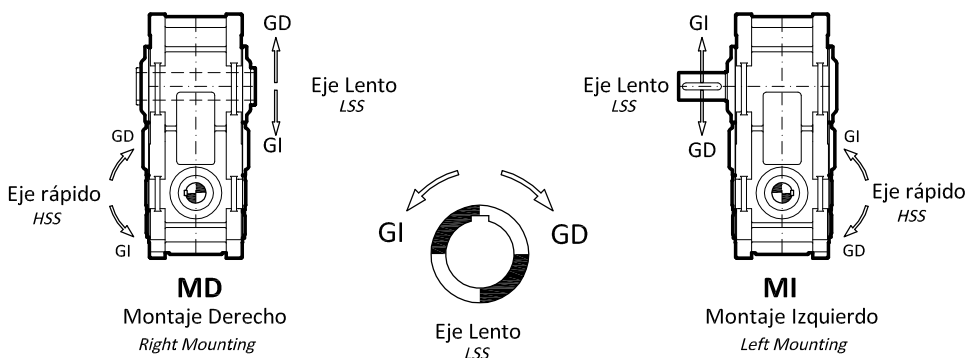 GD
Eje Lento
LSS
GI
GD
Eje rápido
HSS
GI
MD
Montaje Derecho
Right Mounting
GI
GD
Eje Lento
LSS
GI
Eje Lento
LSS
GD
GI
Eje rápido
HSS
GD
MI
Montaje Izquierdo
Left Mounting